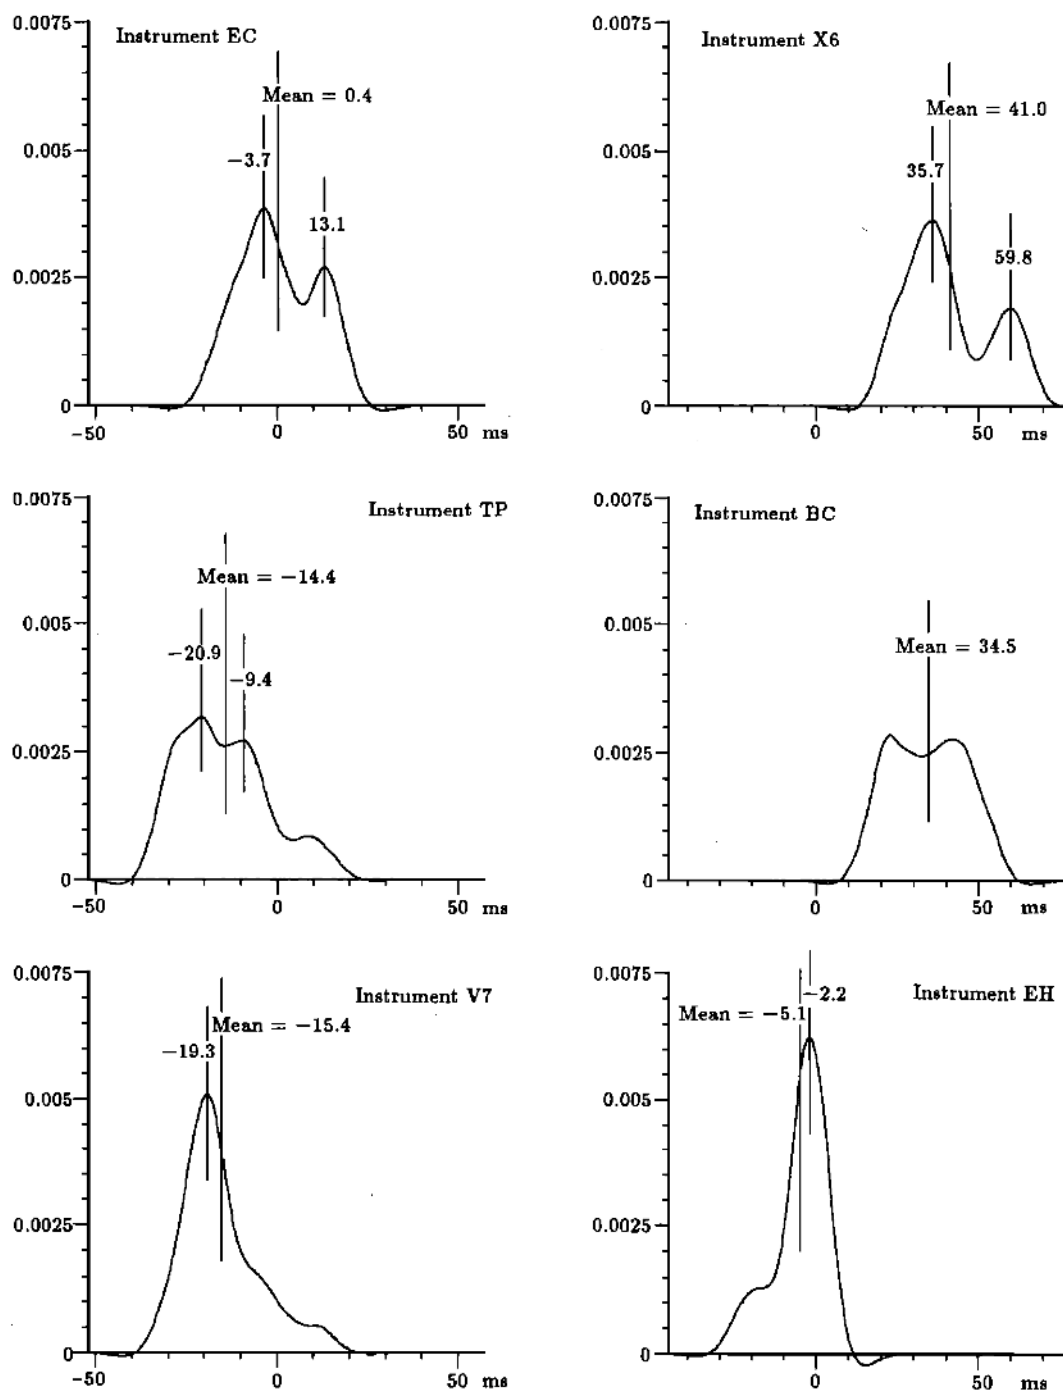 0.0075
Instrument EC
Mean = 0.4
0.005
−3.7
13.1
0.0025
0
−50
0
50
ms
Instrument X6
Mean = 41.0
0.005
35.7
59.8
0.0025
0
0
50
ms
0.0075
Instrument TP
Mean = −14.4
0.005
−20.9
−9.4
0.0025
0
−50
0
50
ms
0.0075
Instrument BC
0.005
Mean = 34.5
0.0025
0
0
50
ms
0.0075
Instrument V7
Mean = −15.4
−19.3
0.005
0.0025
0
−50
0
50
ms
0.0075
−2.2
Instrument EH
Mean = −5.1
0.005
0.0025
0
0
50
ms